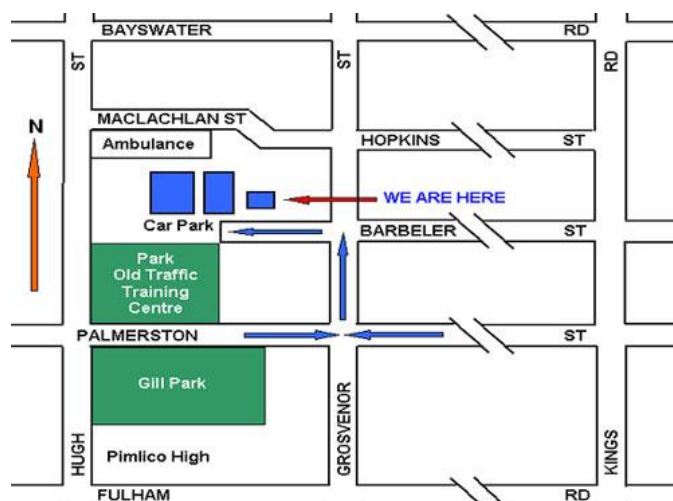 BAYSWATER RD
ST ST RD
MACLACHLAN ST
N
Ambulance
HOPKINS ST
WE ARE HERE
Car Park
BARBELER ST
Park
Old Traffic
Training
Centre
PALMERSTON ST
Gill Park
HUGH
GROSVENOR
KINGS
Pimlico High
FULHAM RD